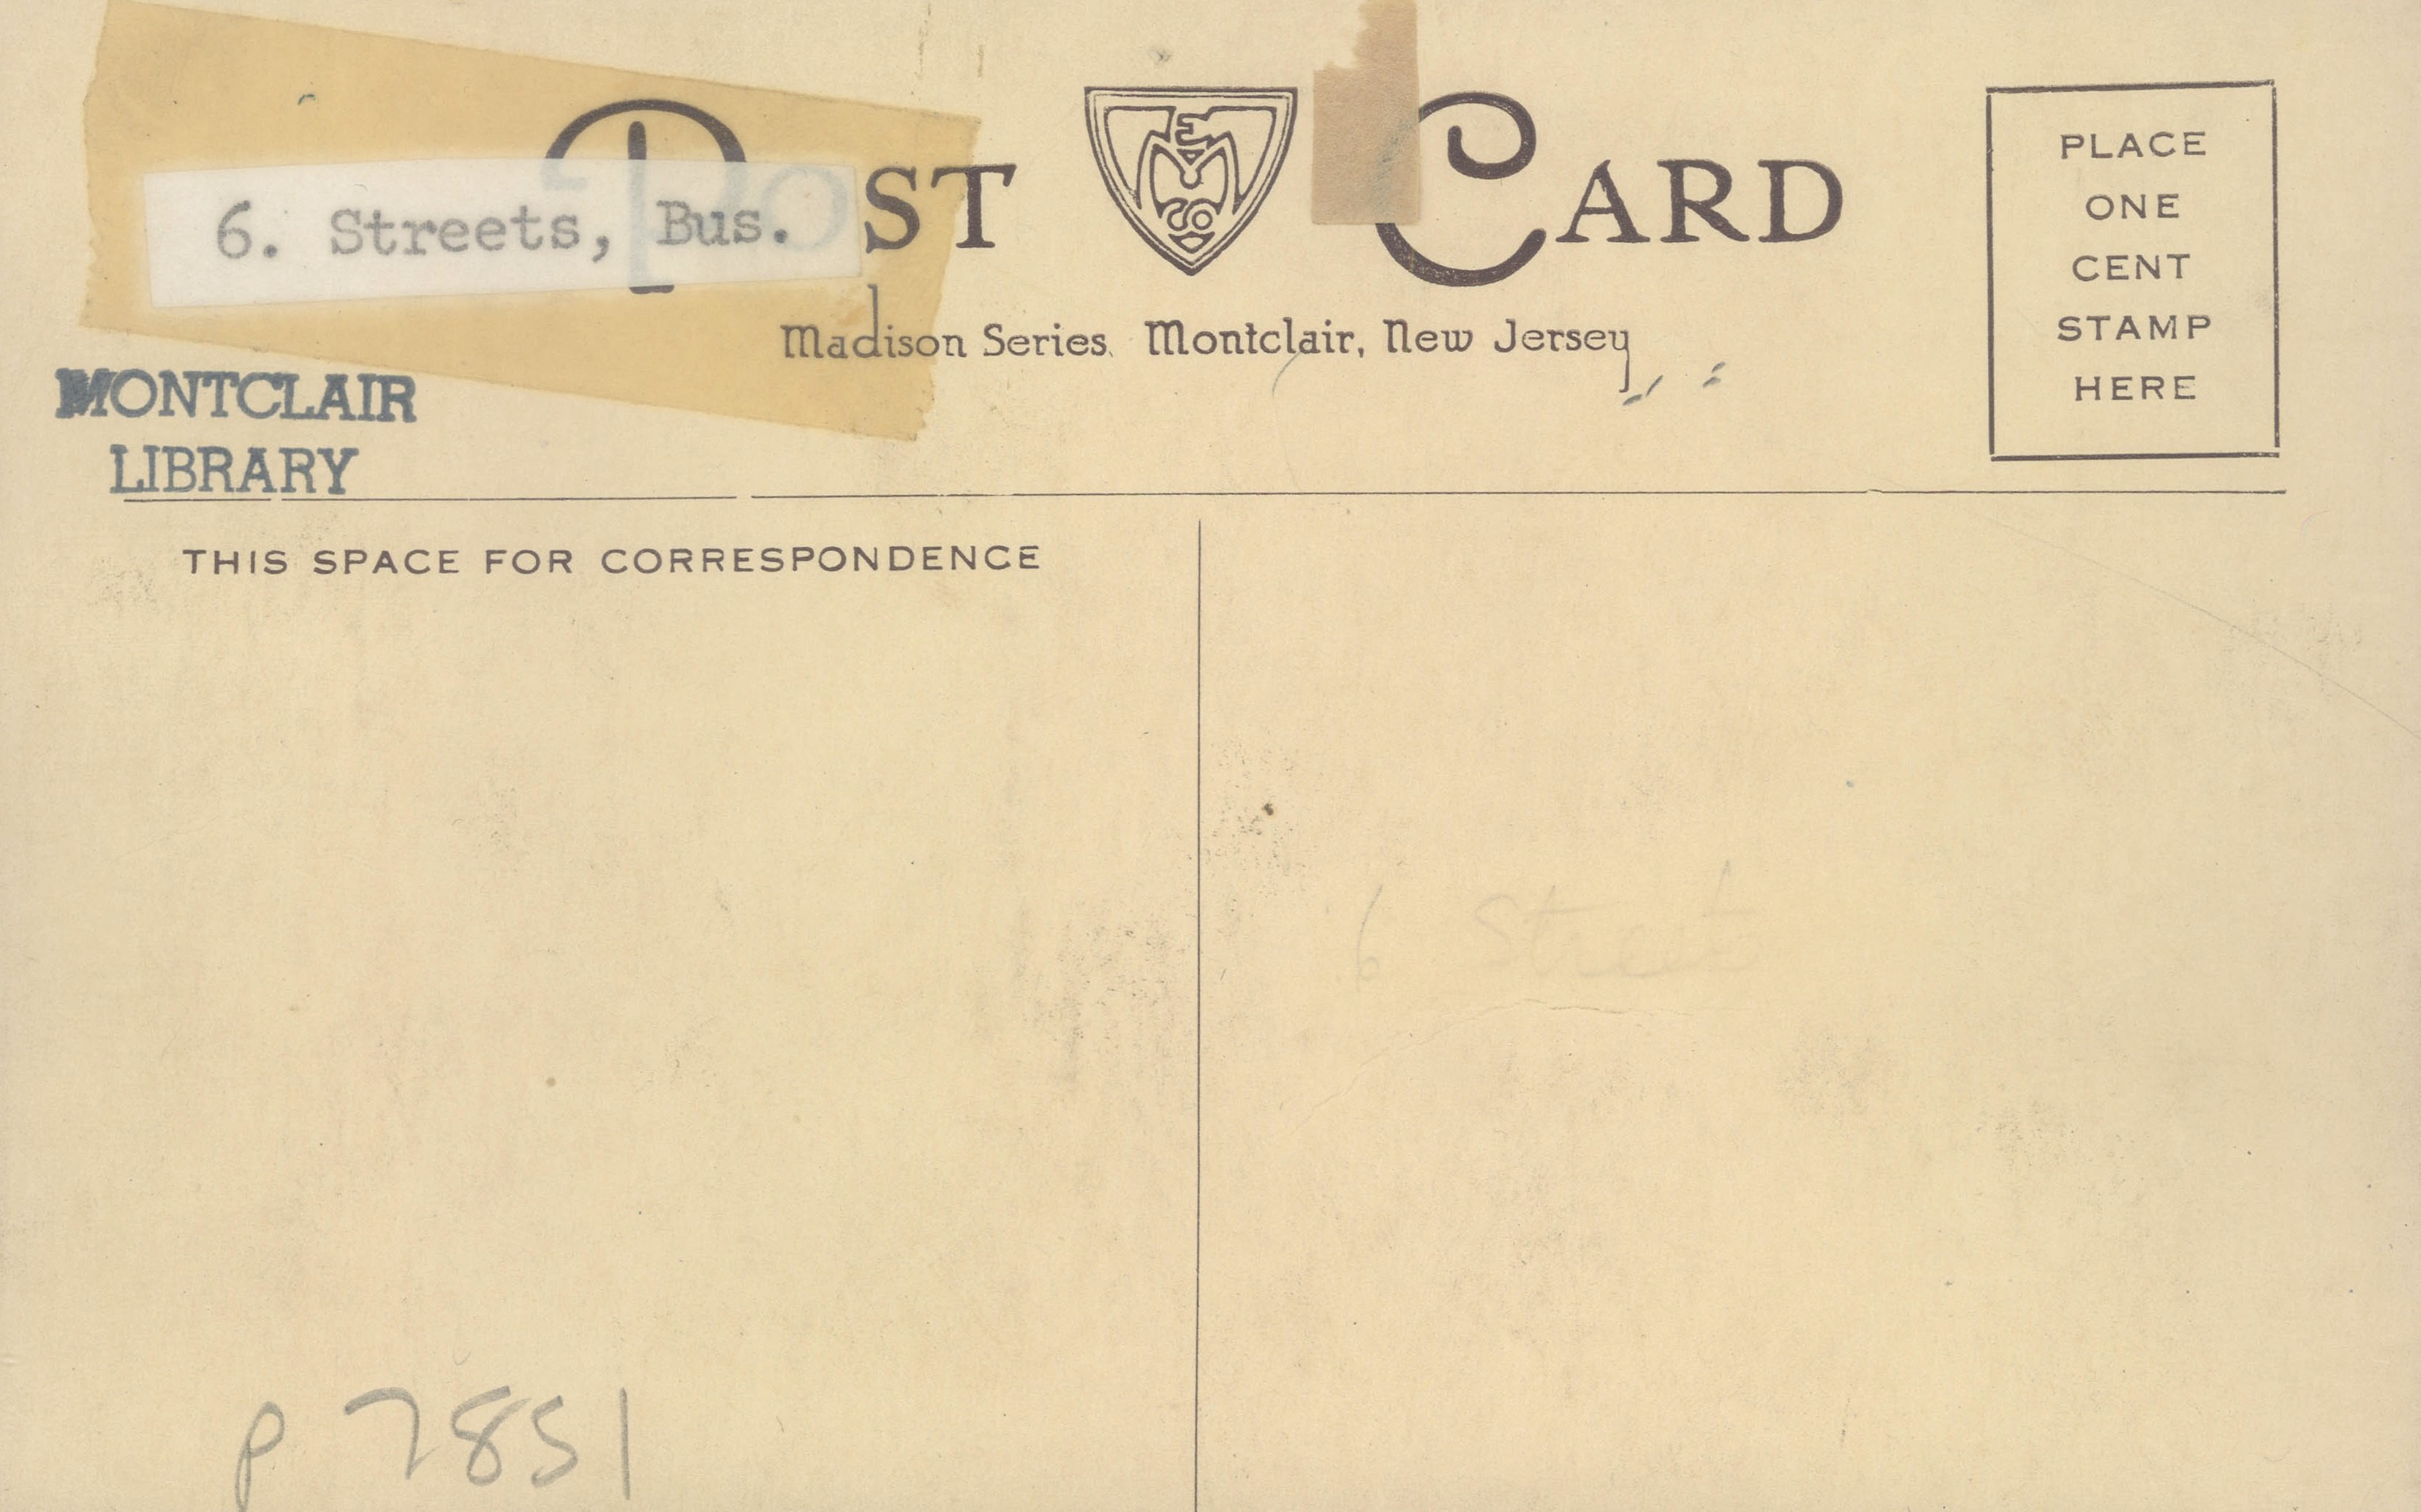 POST CARD
6. Streets, Bus.
Madison Series. Montclair, New Jersey
PLACE
ONE
CENT
STAMP
HERE
MONTCLAIR
LIBRARY
THIS SPACE FOR CORRESPONDENCE
6 Street
p 7851